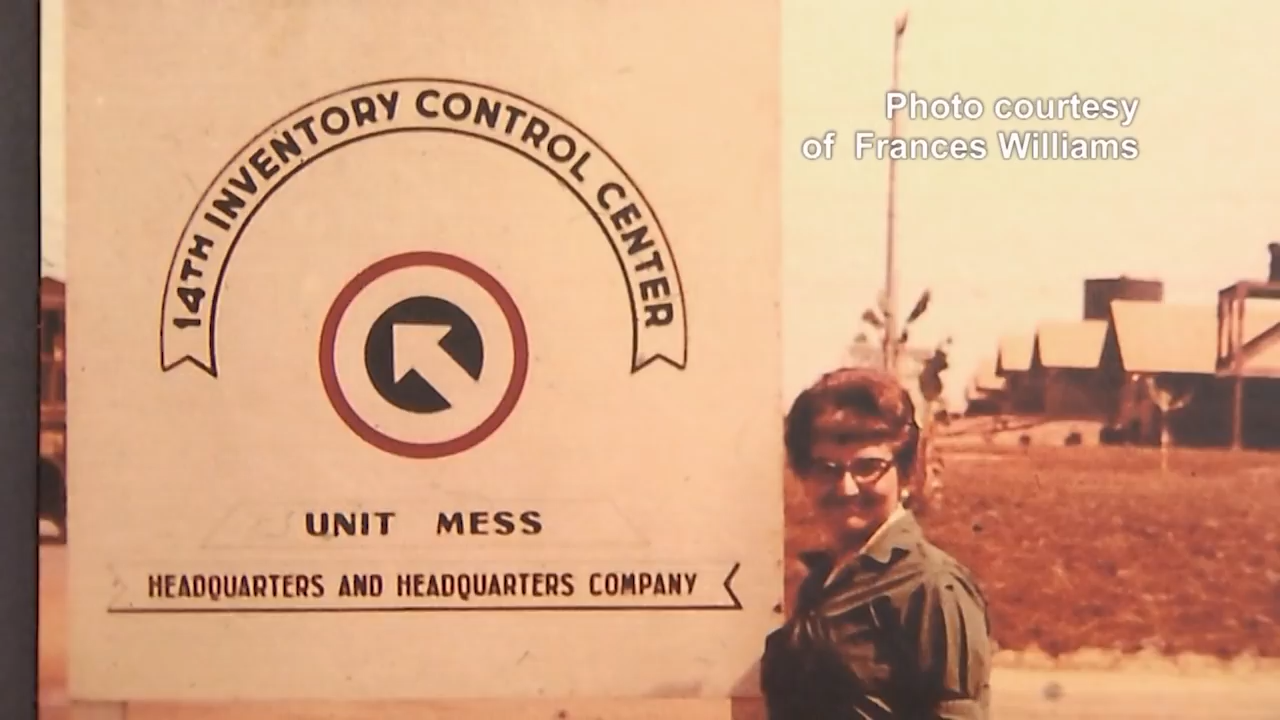 14TH INVENTORY CONTROL CENTER
UNIT MESS
HEADQUARTERS AND HEADQUARTERS COMPANY
Photo courtesy
of Frances Williams